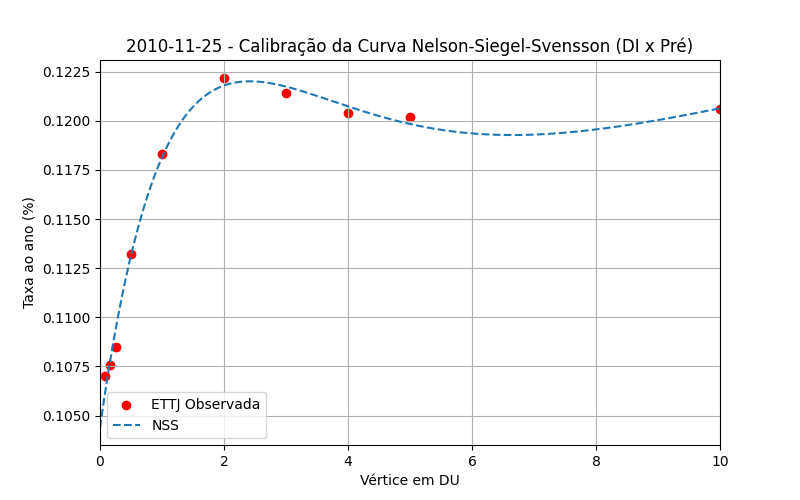 2010-11-25 - Calibração da Curva Nelson-Siegel-Svensson (DI x Pré)
0.1225
0.1200
0.1175
0.1150
0.1125
0.1100
0.1075
0.1050
Taxa ao ano (%)
ETTJ Observada
NSS
0 2 4 6 8 10
Vértice em DU